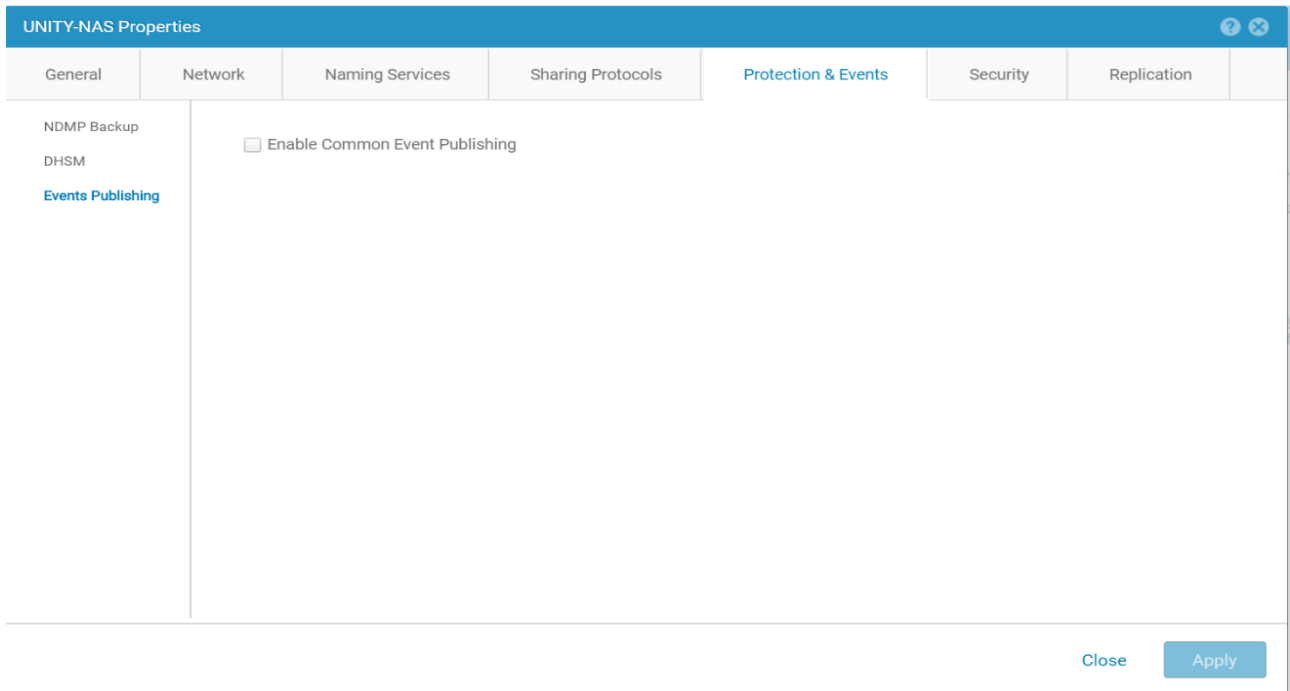 UNITY-NAS Properties
General Network Naming Services Sharing Protocols Protection & Events Security Replication
NDMP Backup
DHSM
Events Publishing
Enable Common Event Publishing
Close Apply